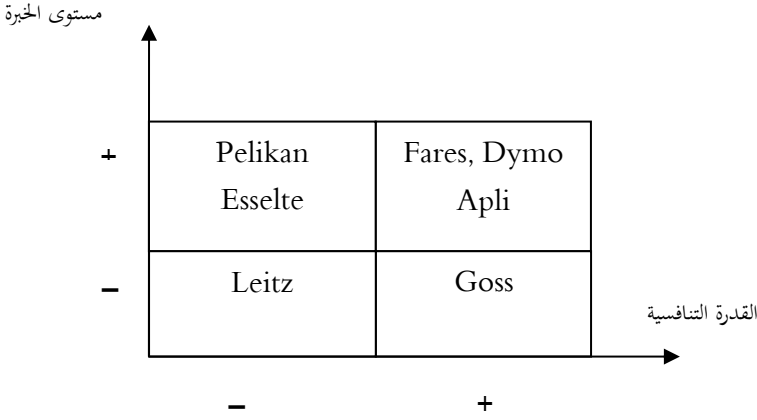 مستوى الخبرة
+
Pelikan
Esselte
Fares, Dymo
Apli
–
Leitz
Goss
القدرة التنافسية
–
+